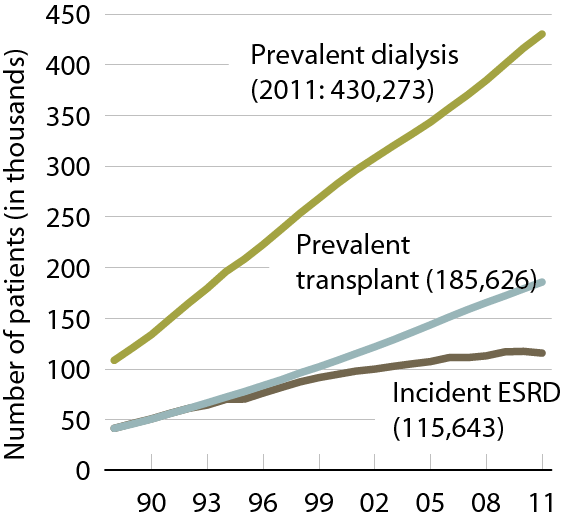 Number of patients (in thousands)
450
400
350
300
250
200
150
100
50
0
Prevalent dialysis
(2011: 430,273)
Prevalent
transplant (185,626)
Incident ESRD
(115,643)
90 93 96 99 02 05 08 11